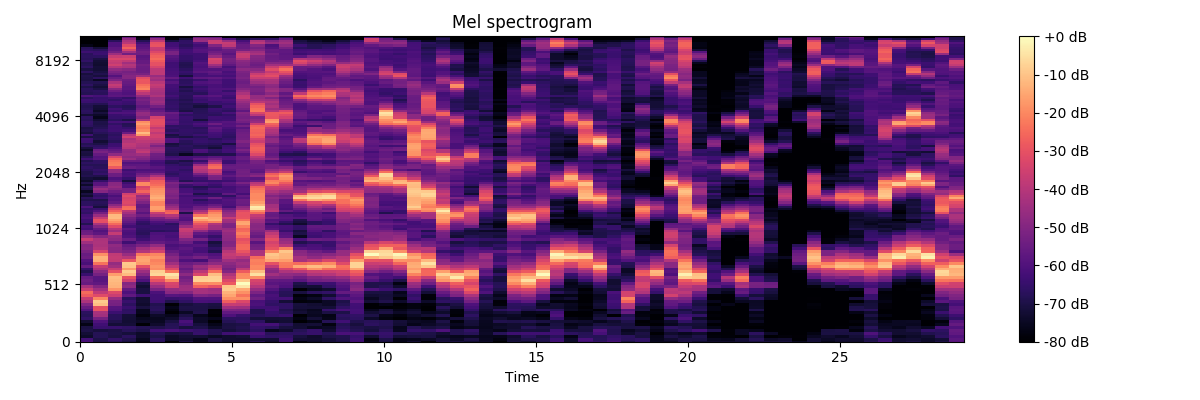 Mel spectrogram
8192
4096
2048
1024
512
0
Hz
0 5 10 15 20 25
Time
+0 dB
-10 dB
-20 dB
-30 dB
-40 dB
-50 dB
-60 dB
-70 dB
-80 dB